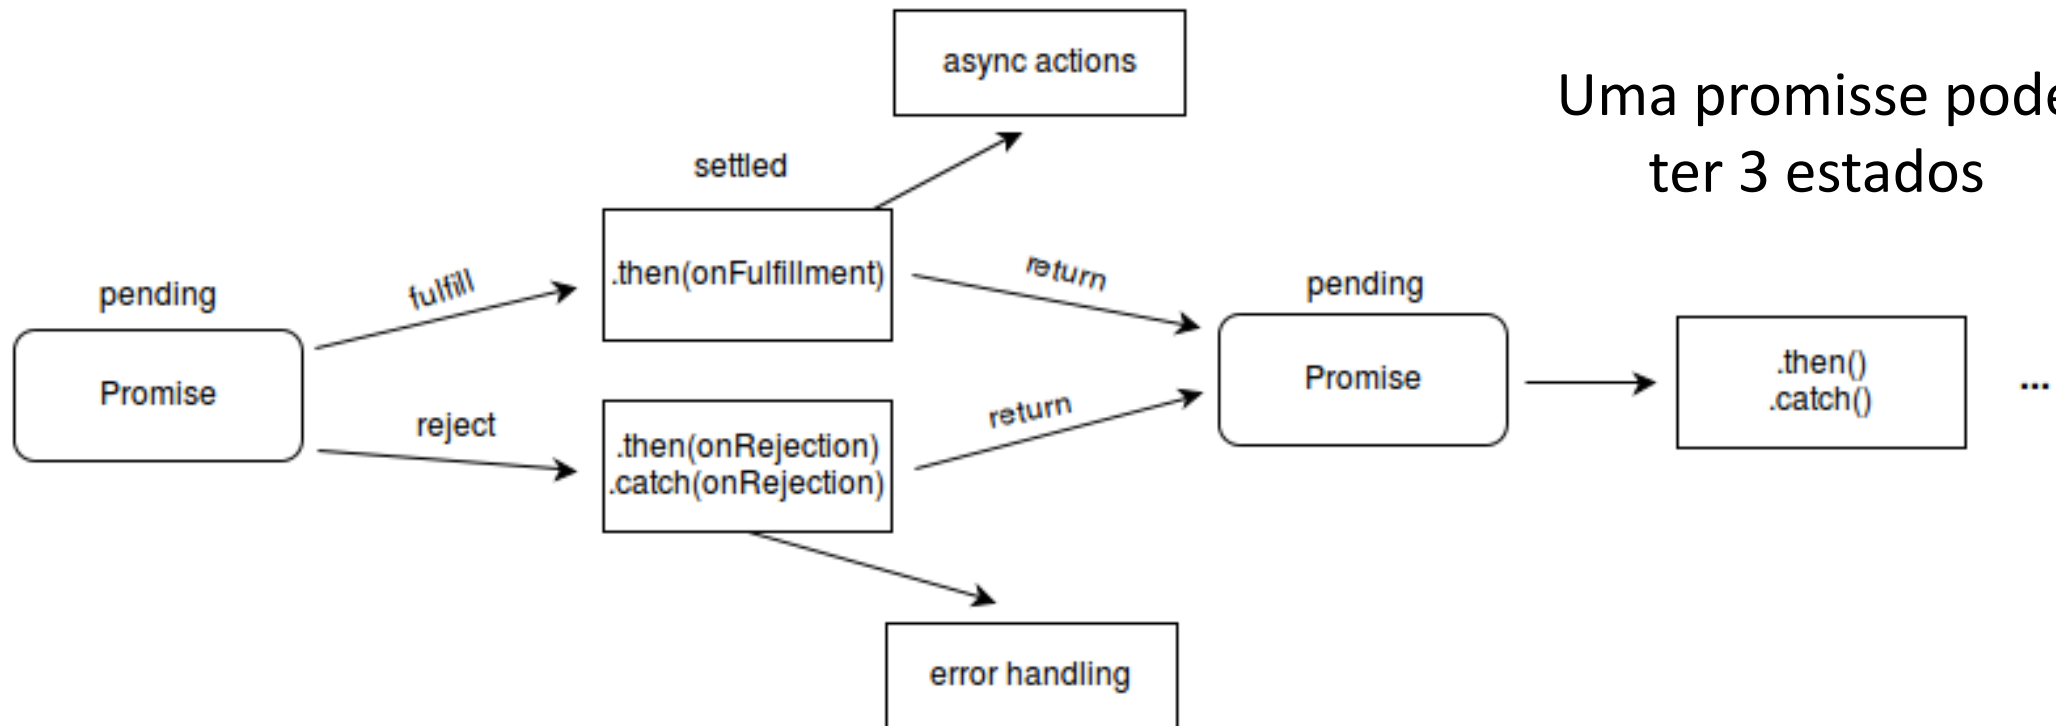 async actions
Uma promisse pode
ter 3 estados
settled
.then(onFulfillment)
pending
fulfill
return
pending
Promise
reject
.then(onRejection)
.catch(onRejection)
return
Promise
.then()
.catch()
...
error handling